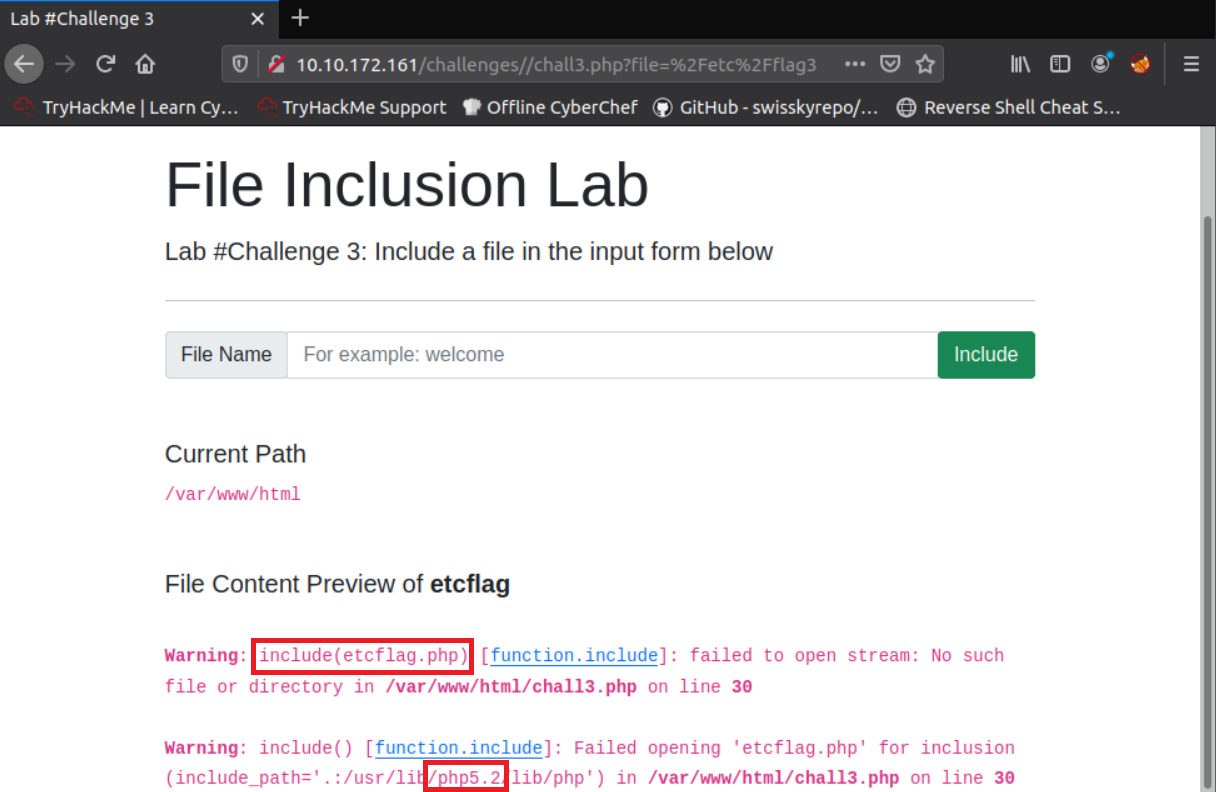 Lab #Challenge 3
10.10.172.161/challenges//chall3.php?file=%2Fetc%2Fflag3
TryHackMe | Learn Cy… TryHackMe Support Offline CyberChef GitHub - swisskyrepo/… Reverse Shell Cheat S…
File Inclusion Lab
Lab #Challenge 3: Include a file in the input form below
File Name For example: welcome Include
Current Path
/var/www/html
File Content Preview of etcflag
Warning: include(etcflag.php) [function.include]: failed to open stream: No such
file or directory in /var/www/html/chall3.php on line 30
Warning: include() [function.include]: Failed opening 'etcflag.php' for inclusion
(include_path='.:/usr/lib/php5.2/lib/php') in /var/www/html/chall3.php on line 30